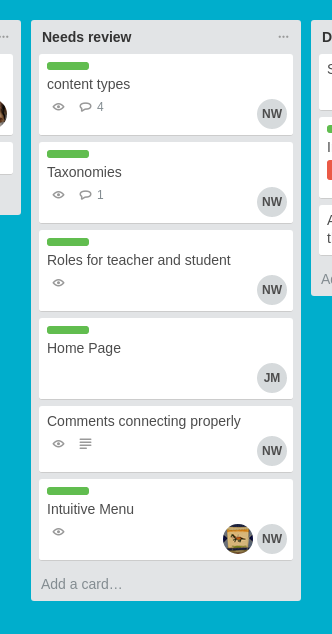 Needs review
content types
4
NW
Taxonomies
1
NW
Roles for teacher and student
NW
Home Page
JM
Comments connecting properly
NW
Intuitive Menu
NW
Add a card…
D
S
I
A
t
Ad